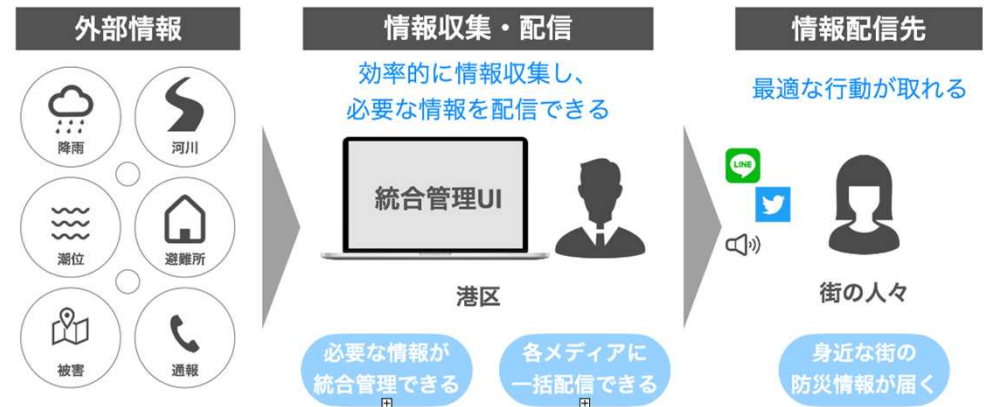 外部情報
降雨
河川
潮位
避難所
被害
通報
情報収集・配信
効率的に情報収集し、
必要な情報を配信できる
統合管理UI
港区
必要な情報が
統合管理できる
各メディアに
一括配信できる
情報配信先
最適な行動が取れる
LINE
街の人々
身近な街の
防災情報が届く